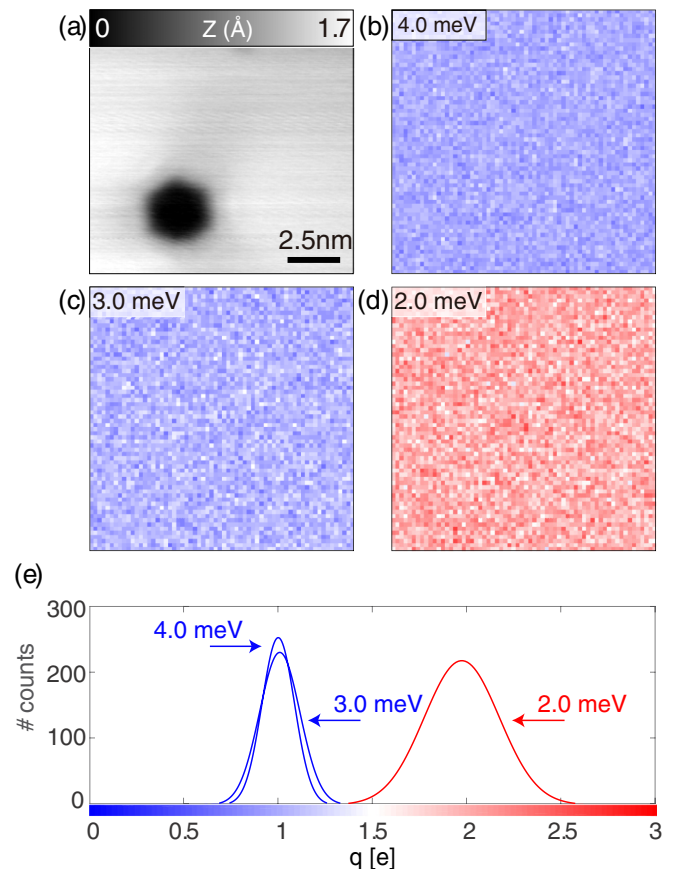 (a)
0 Z (Å) 1.7
2.5nm
(b)
4.0 meV
(c)
3.0 meV
(d)
2.0 meV
(e)
# counts
300
200
100
0
4.0 meV
3.0 meV
2.0 meV
0 0.5 1 1.5 2 2.5 3
q [e]